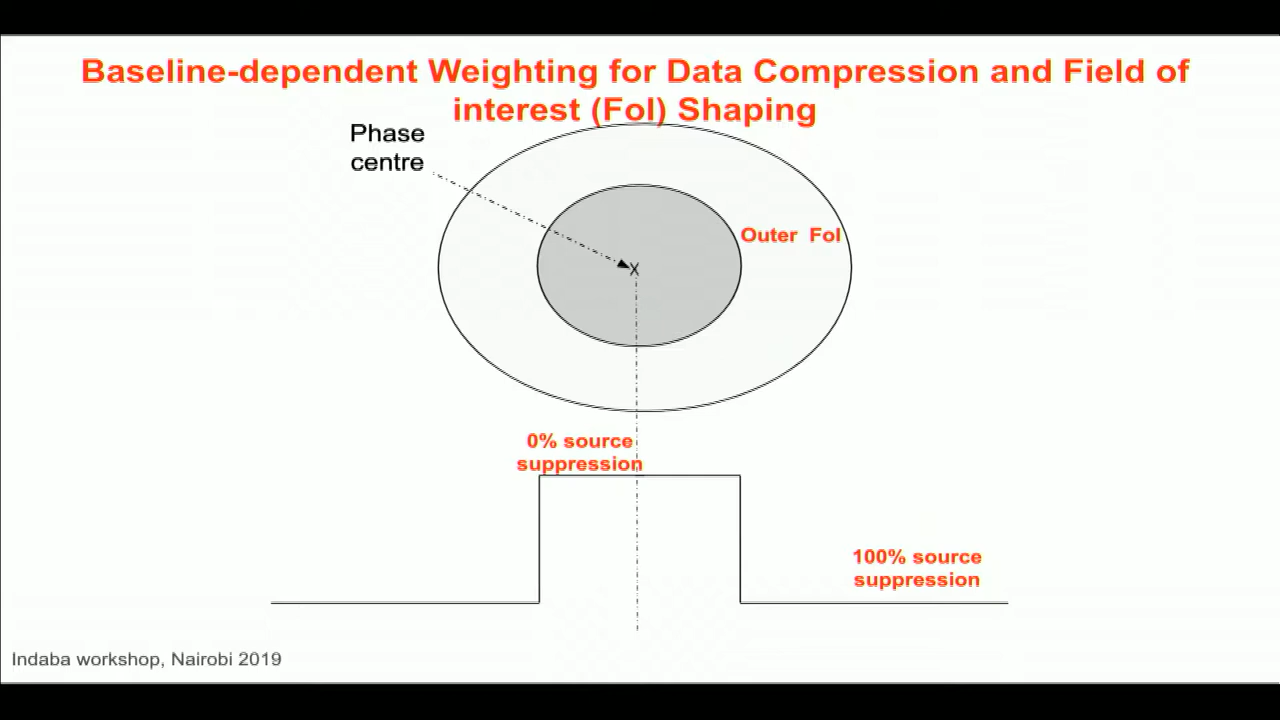 Baseline-dependent Weighting for Data Compression and Field of
interest (FoI) Shaping
Phase
centre
Outer FoI
X
0% source
suppression
100% source
suppression
Indaba workshop, Nairobi 2019